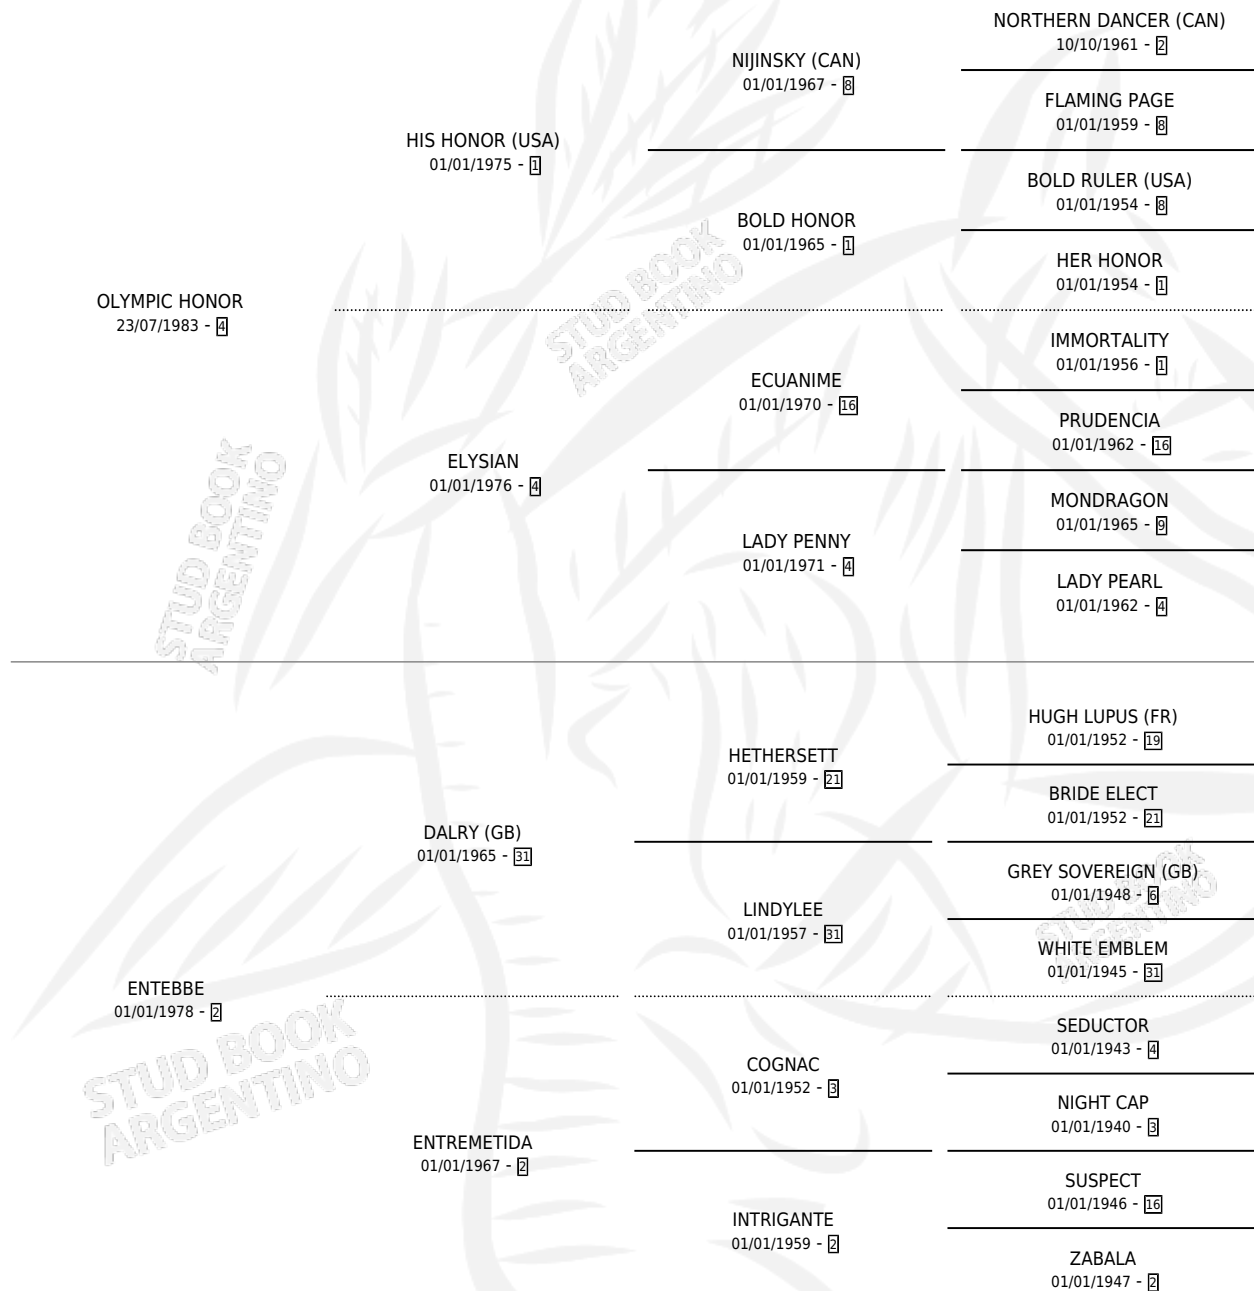 NORTHERN DANCER (CAN)
10/10/1961 - 2
NIJINSKY (CAN)
01/01/1967 - 8
FLAMING PAGE
01/01/1959 - 8
HIS HONOR (USA)
01/01/1975 - 1
BOLD RULER (USA)
01/01/1954 - 8
BOLD HONOR
01/01/1965 - 1
HER HONOR
01/01/1954 - 1
OLYMPIC HONOR
23/07/1983 - 4
IMMORTALITY
01/01/1956 - 1
ECUANIME
01/01/1970 - 16
PRUDENCIA
01/01/1962 - 16
ELYSIAN
01/01/1976 - 4
MONDRAGON
01/01/1965 - 9
LADY PENNY
01/01/1971 - 4
LADY PEARL
01/01/1962 - 4
HUGH LUPUS (FR)
01/01/1952 - 19
HETHERSETT
01/01/1959 - 21
BRIDE ELECT
01/01/1952 - 21
DALRY (GB)
01/01/1965 - 31
GREY SOVEREIGN (GB)
01/01/1948 - 6
LINDYLEE
01/01/1957 - 31
WHITE EMBLEM
01/01/1945 - 31
ENTEBBE
01/01/1978 - 2
SEDUCTOR
01/01/1943 - 4
COGNAC
01/01/1952 - 3
NIGHT CAP
01/01/1940 - 3
ENTREMETIDA
01/01/1967 - 2
SUSPECT
01/01/1946 - 16
INTRIGANTE
01/01/1959 - 2
ZABALA
01/01/1947 - 2
STUD BOOK
ARGENTINO
STUD BOOK
ARGENTINO
STUD BOOK
ARGENTINO
STUD BOOK
ARGENTINO